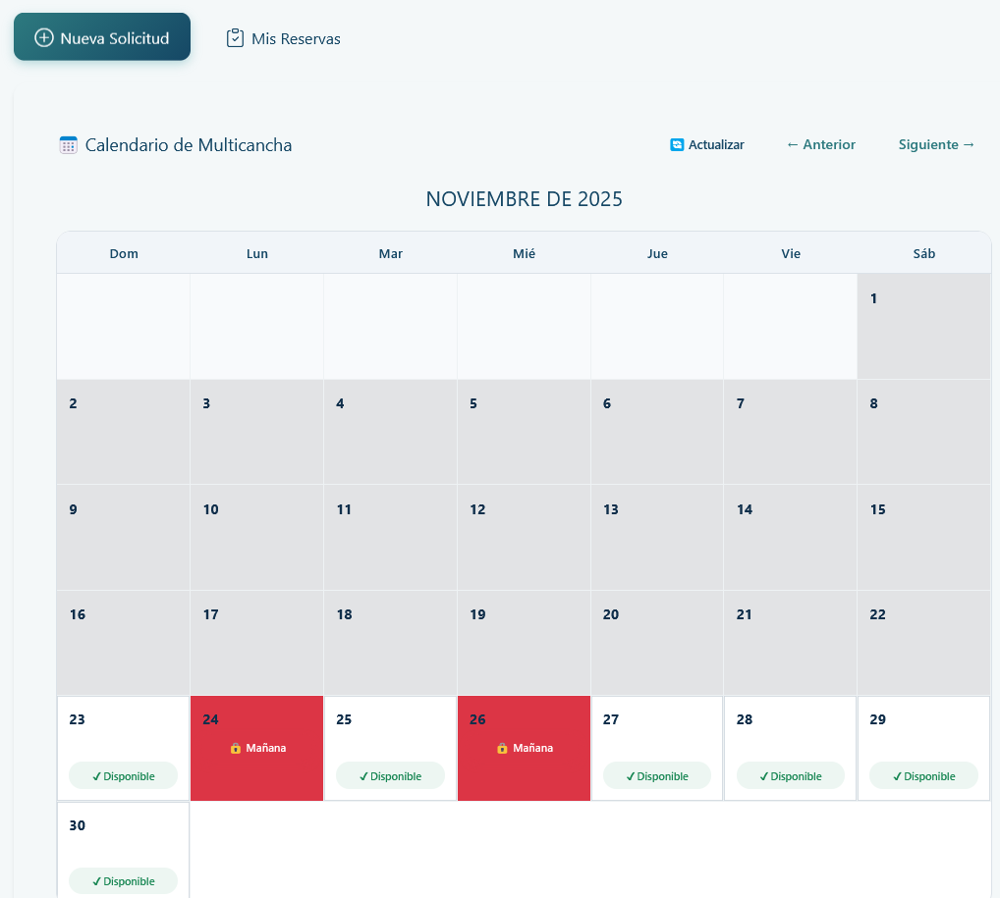 Nueva Solicitud Mis Reservas
Calendario de Multicancha Actualizar ← Anterior Siguiente →
NOVIEMBRE DE 2025
Dom Lun Mar Mié Jue Vie Sáb
1
2 3 4 5 6 7 8
9 10 11 12 13 14 15
16 17 18 19 20 21 22
23 24 25 26 27 28 29
Mañana Mañana
✓ Disponible ✓ Disponible ✓ Disponible ✓ Disponible ✓ Disponible
30
✓ Disponible